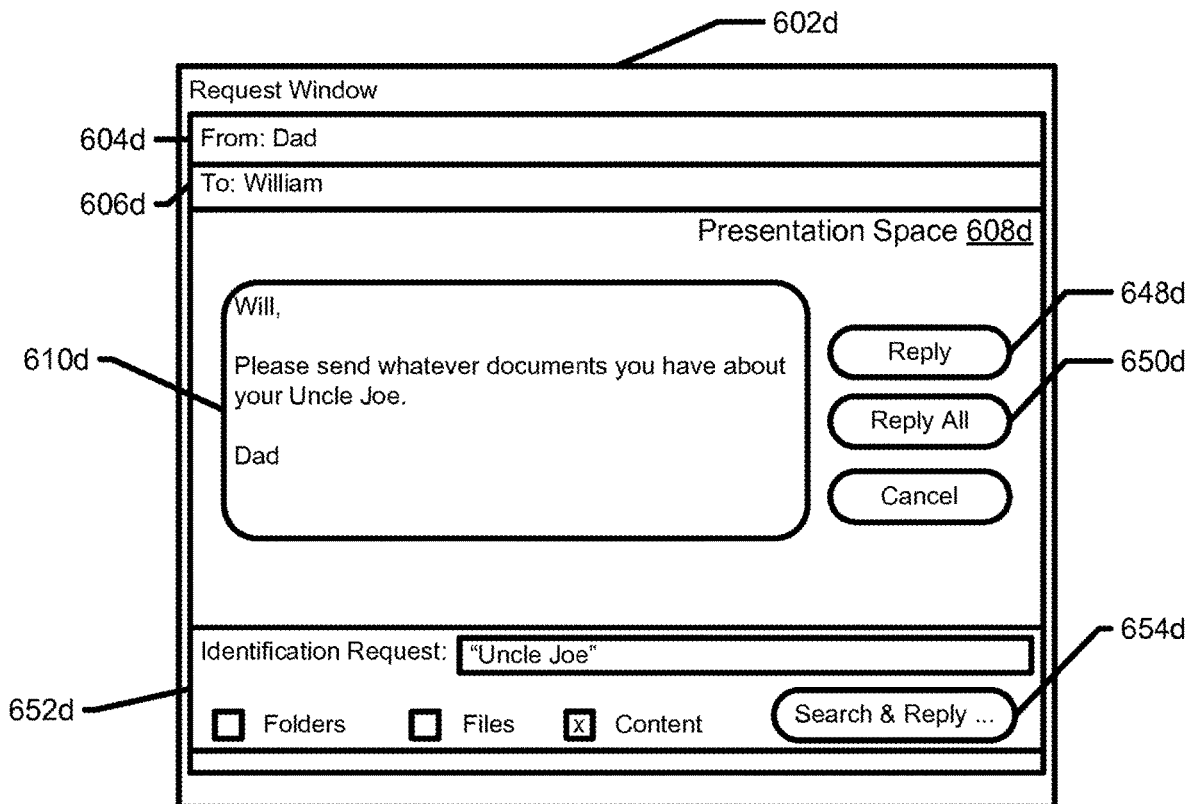 602d
Request Window
604d
From: Dad
606d
To: William
Presentation Space 608d
648d
650d
610d
Will,
Please send whatever documents you have about
your Uncle Joe.
Dad
Reply
Reply All
Cancel
654d
652d
Identification Request: "Uncle Joe"
Folders Files x Content Search & Reply ...